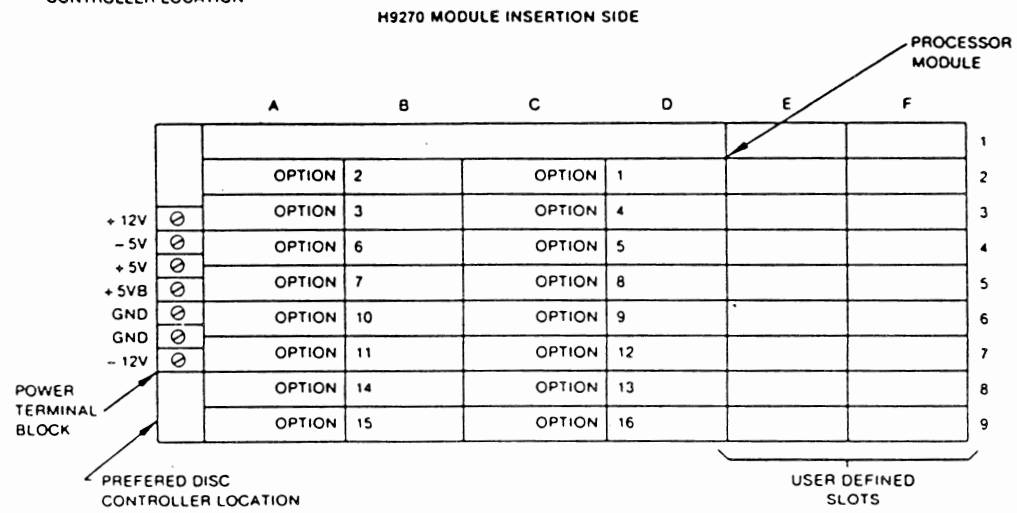 CONTROLLER LOCATION
H9270 MODULE INSERTION SIDE
PROCESSOR
MODULE
A B C D E F
1
OPTION 2 OPTION 1 2
OPTION 3 OPTION 4 3
OPTION 6 OPTION 5 4
OPTION 7 OPTION 8 5
OPTION 10 OPTION 9 6
OPTION 11 OPTION 12 7
OPTION 14 OPTION 13 8
OPTION 15 OPTION 16 9
+ 12V
– 5V
+ 5V
+ 5VB
GND
GND
– 12V
POWER
TERMINAL
BLOCK
PREFERED DISC
CONTROLLER LOCATION
USER DEFINED
SLOTS